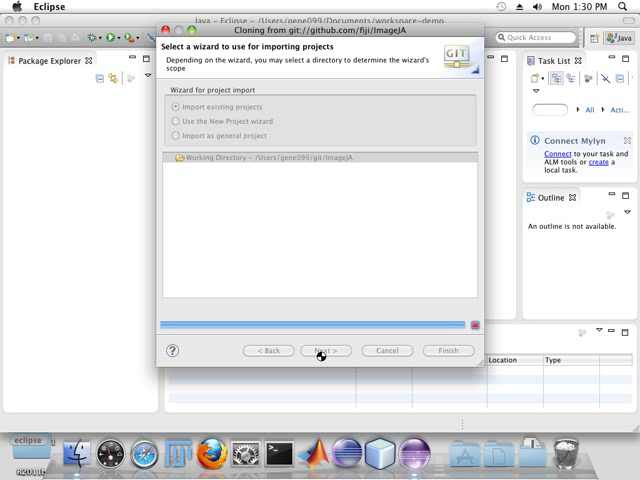 Eclipse
Mon 1:30 PM
Java - Eclipse - /Users/gene099/Documents/workspace-demo
Cloning from git://github.com/fiji/ImageJA
Quick Access
Java
Select a wizard to use for importing projects
Depending on the wizard, you may select a directory to determine the wizard's
scope
GIT
Package Explorer
Task List
Wizard for project import
Import existing projects
Use the New Project wizard
Import as general project
All
Acti...
Working Directory - /Users/gene099/git/ImageJA
Connect Mylyn
Connect to your task and
ALM tools or create a
local task.
Outline
An outline is not available.
< Back
Next >
Cancel
Finish
Location
Type
eclipse